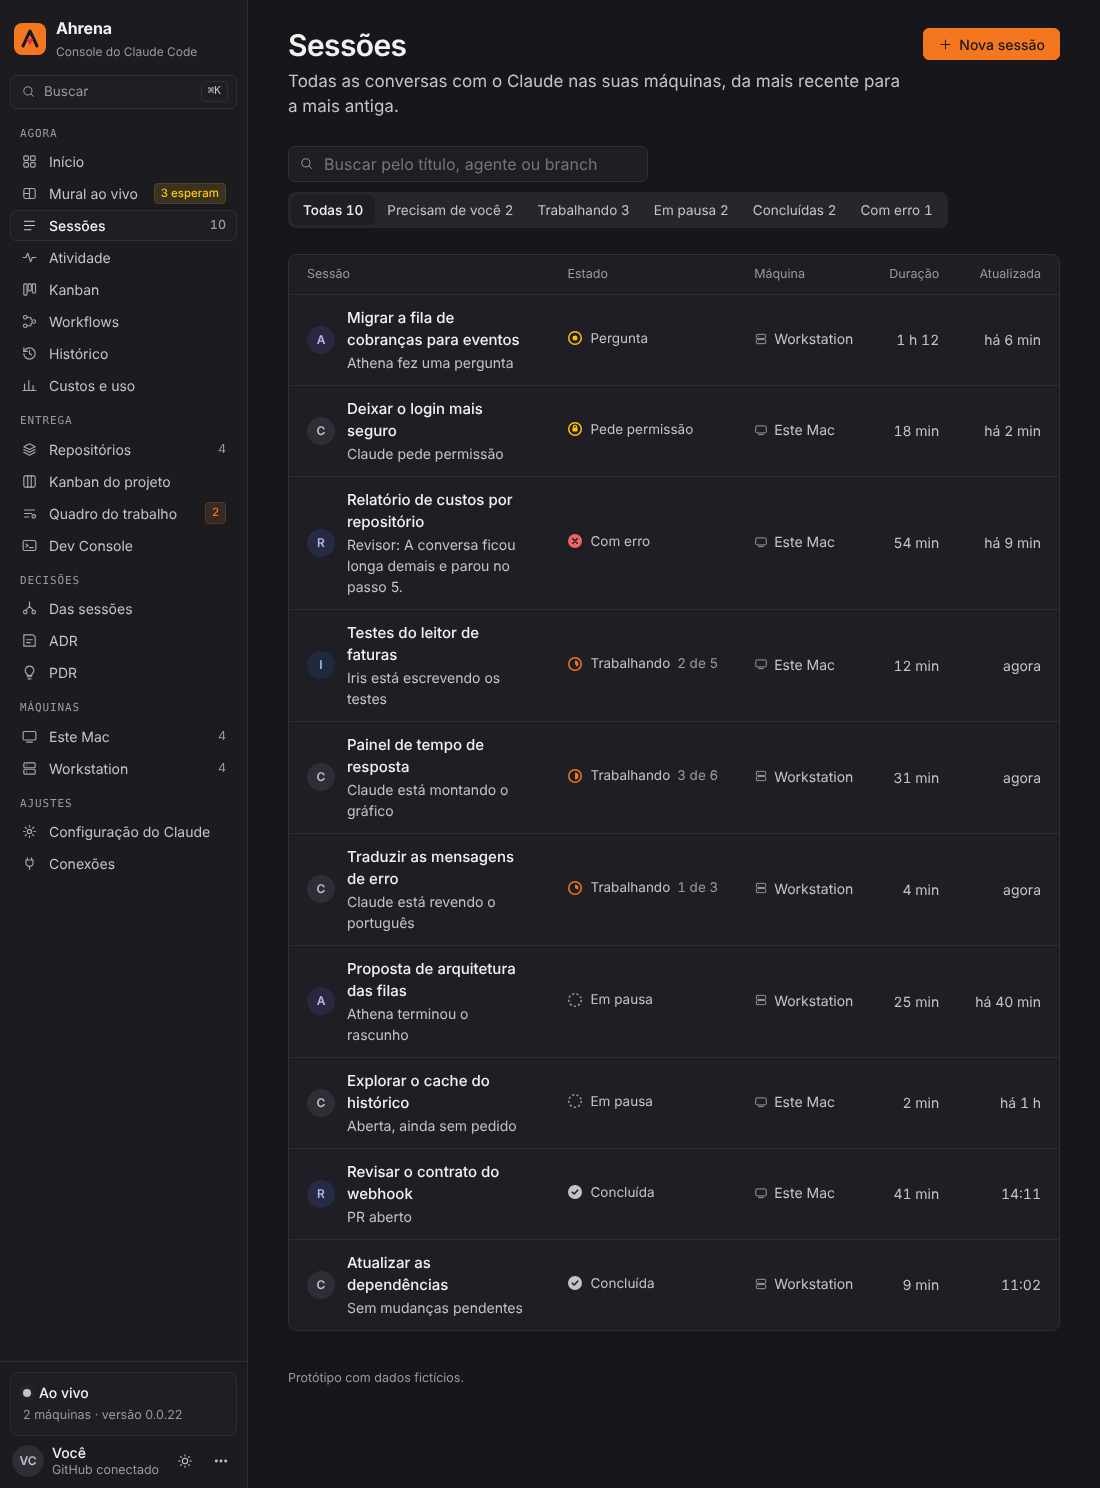 Ahrena
Console do Claude Code
Buscar
⌘K
AGORA
Início
Mural ao vivo
3 esperam
Sessões
10
Atividade
Kanban
Workflows
Histórico
Custos e uso
ENTREGA
Repositórios
4
Kanban do projeto
Quadro do trabalho
2
Dev Console
DECISÕES
Das sessões
ADR
PDR
MÁQUINAS
Este Mac
4
Workstation
4
AJUSTES
Configuração do Claude
Conexões
Ao vivo
2 máquinas · versão 0.0.22
VC
Você
GitHub conectado
Sessões
Nova sessão
Todas as conversas com o Claude nas suas máquinas, da mais recente para
a mais antiga.
Buscar pelo título, agente ou branch
Todas 10
Precisam de você 2
Trabalhando 3
Em pausa 2
Concluídas 2
Com erro 1
Sessão
Estado
Máquina
Duração
Atualizada
A
Migrar a fila de
cobranças para eventos
Athena fez uma pergunta
Pergunta
Workstation
1 h 12
há 6 min
C
Deixar o login mais
seguro
Claude pede permissão
Pede permissão
Este Mac
18 min
há 2 min
R
Relatório de custos por
repositório
Revisor: A conversa ficou
longa demais e parou no
passo 5.
Com erro
Este Mac
54 min
há 9 min
I
Testes do leitor de
faturas
Iris está escrevendo os
testes
Trabalhando 2 de 5
Este Mac
12 min
agora
C
Painel de tempo de
resposta
Claude está montando o
gráfico
Trabalhando 3 de 6
Workstation
31 min
agora
C
Traduzir as mensagens
de erro
Claude está revendo o
português
Trabalhando 1 de 3
Workstation
4 min
agora
A
Proposta de arquitetura
das filas
Athena terminou o
rascunho
Em pausa
Workstation
25 min
há 40 min
C
Explorar o cache do
histórico
Aberta, ainda sem pedido
Em pausa
Este Mac
2 min
há 1 h
R
Revisar o contrato do
webhook
PR aberto
Concluída
Este Mac
41 min
14:11
C
Atualizar as
dependências
Sem mudanças pendentes
Concluída
Workstation
9 min
11:02
Protótipo com dados fictícios.